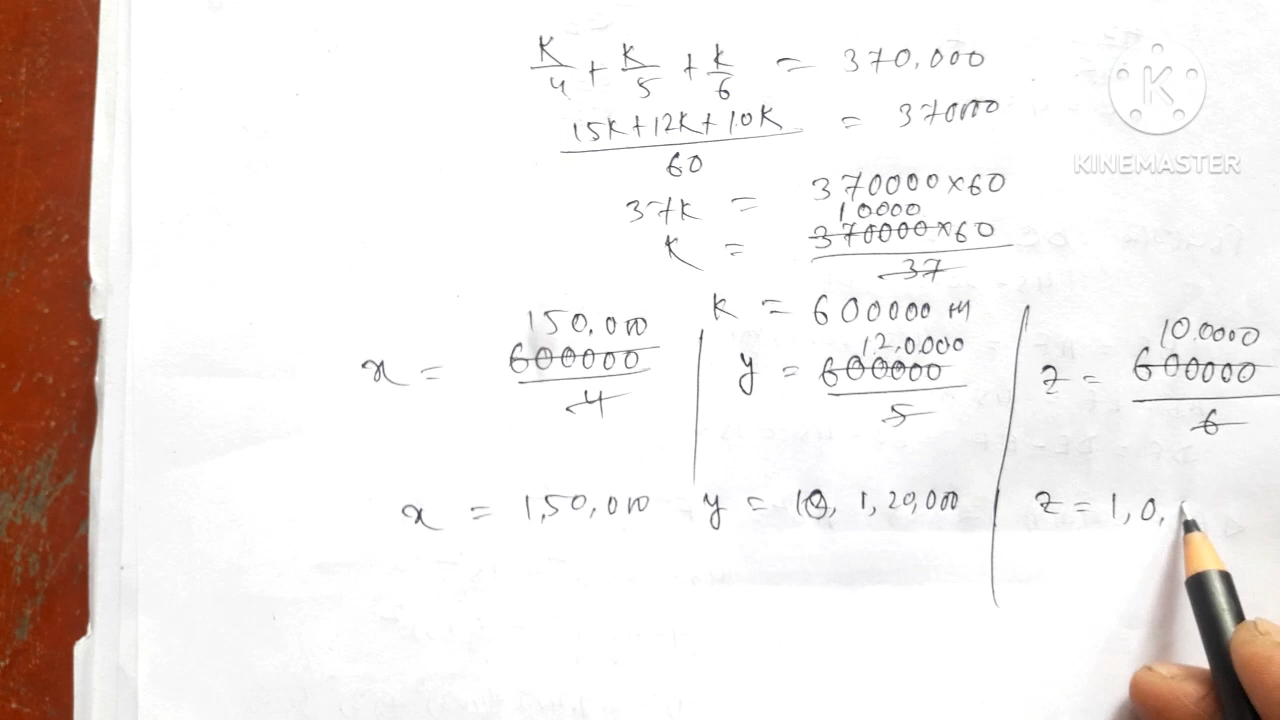 K/4 + K/5 + K/6 = 370,000
15K+12K+10K/60 = 370000
37K = 370000×60
10000
K = 370000×60/37
K = 600000
150,000
x = 600000/4
12,0000
y = 600000/5
10,0000
z = 600000/6
x = 1,50,000
y = 1,20,000
z = 1,0,
KINEMASTER